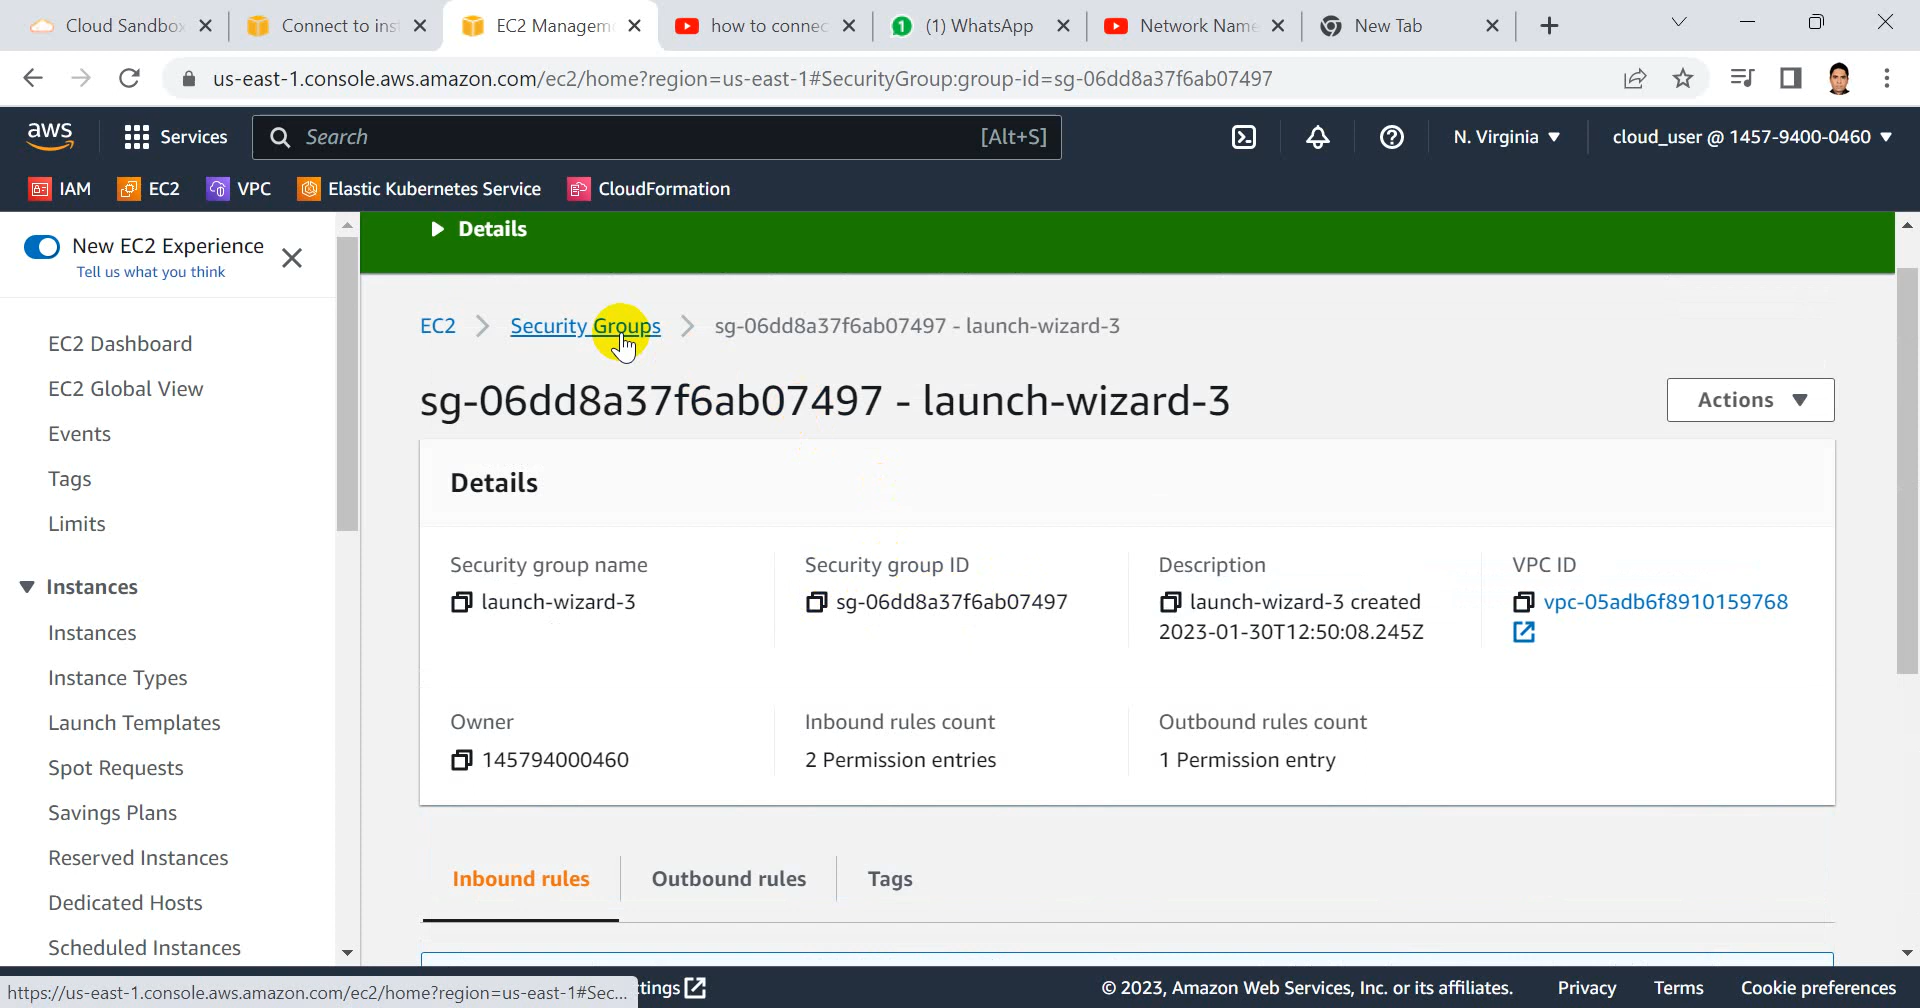 Cloud Sandbo
Connect to ins
EC2 Managem
how to connec
1 (1) WhatsApp
Network Name
New Tab
us-east-1.console.aws.amazon.com/ec2/home?region=us-east-1#SecurityGroup:group-id=sg-06dd8a37f6ab07497
aws
Services
Search
[Alt+S]
N. Virginia
cloud_user @ 1457-9400-0460
IAM
EC2
VPC
Elastic Kubernetes Service
CloudFormation
New EC2 Experience
Tell us what you think
EC2 Dashboard
EC2 Global View
Events
Tags
Limits
Instances
Instances
Instance Types
Launch Templates
Spot Requests
Savings Plans
Reserved Instances
Dedicated Hosts
Scheduled Instances
Details
EC2
Security Groups
sg-06dd8a37f6ab07497 - launch-wizard-3
sg-06dd8a37f6ab07497 - launch-wizard-3
Actions
Details
Security group name
launch-wizard-3
Security group ID
sg-06dd8a37f6ab07497
Description
launch-wizard-3 created
2023-01-30T12:50:08.245Z
VPC ID
vpc-05adb6f8910159768
Owner
145794000460
Inbound rules count
2 Permission entries
Outbound rules count
1 Permission entry
Inbound rules
Outbound rules
Tags
https://us-east-1.console.aws.amazon.com/ec2/home?region=us-east-1#Sec...
tings
© 2023, Amazon Web Services, Inc. or its affiliates.
Privacy
Terms
Cookie preferences